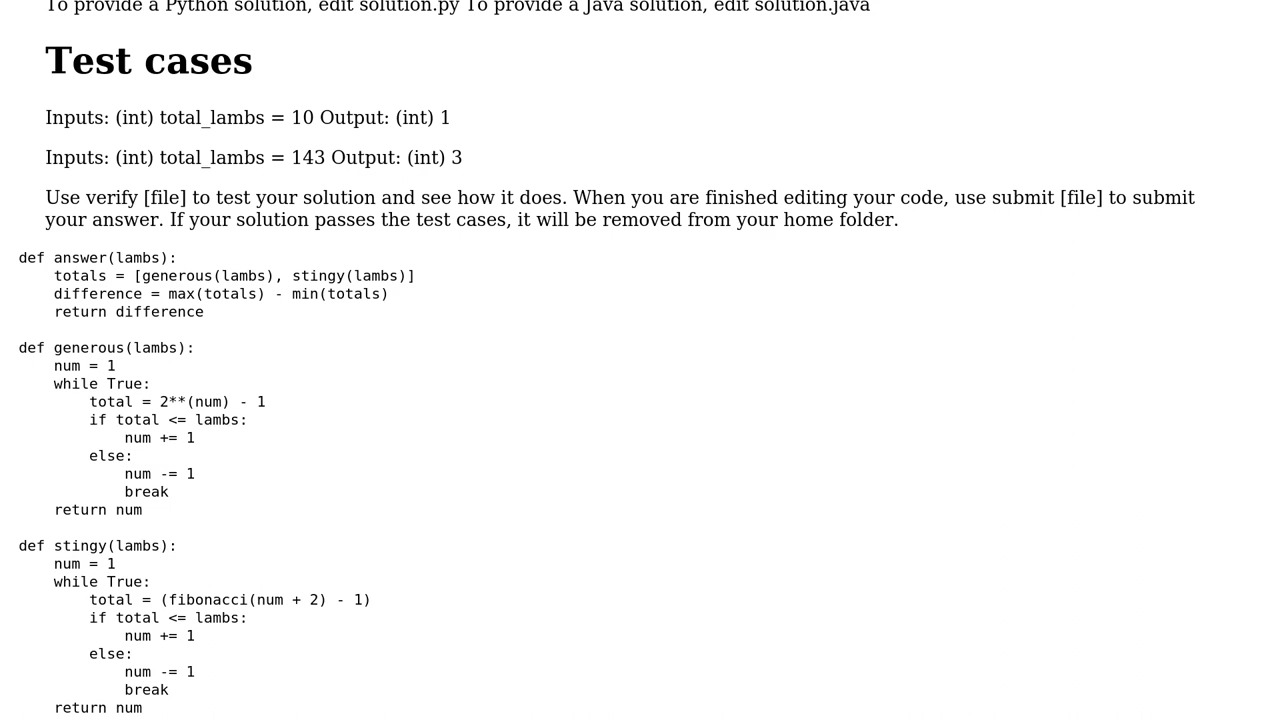 To provide a Python solution, edit solution.py To provide a Java solution, edit solution.java
Test cases
Inputs: (int) total_lambs = 10 Output: (int) 1
Inputs: (int) total_lambs = 143 Output: (int) 3
Use verify [file] to test your solution and see how it does. When you are finished editing your code, use submit [file] to submit
your answer. If your solution passes the test cases, it will be removed from your home folder.
def answer(lambs):
    totals = [generous(lambs), stingy(lambs)]
    difference = max(totals) - min(totals)
    return difference
def generous(lambs):
    num = 1
    while True:
        total = 2**(num) - 1
        if total <= lambs:
            num += 1
        else:
            num -= 1
            break
    return num
def stingy(lambs):
    num = 1
    while True:
        total = (fibonacci(num + 2) - 1)
        if total <= lambs:
            num += 1
        else:
            num -= 1
            break
    return num